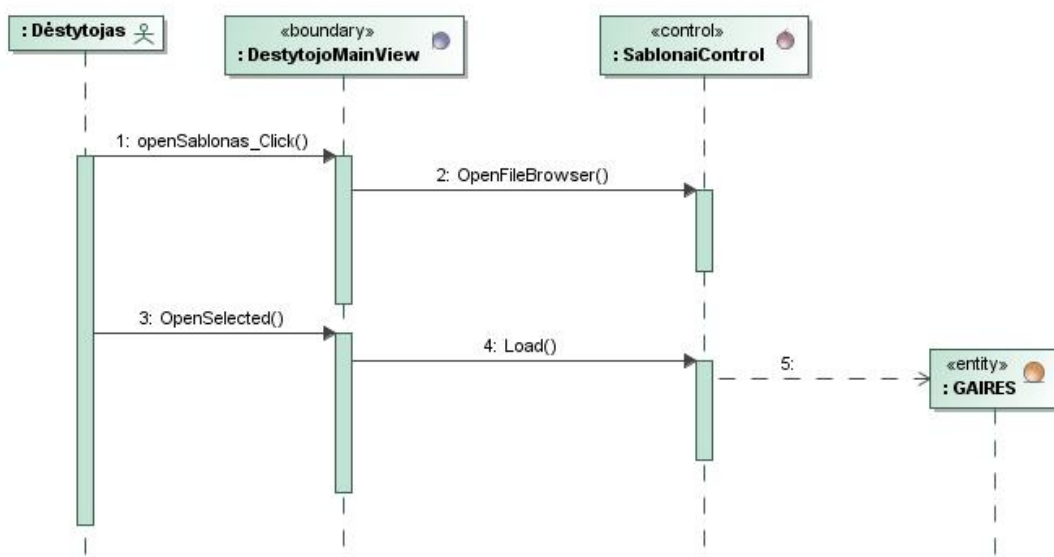 : Dėstytojas
«boundary»
: DestytojoMainView
«control»
: SablonaiControl
1: openSablonas_Click()
2: OpenFileBrowser()
3: OpenSelected()
4: Load()
5:
«entity»
: GAIRES